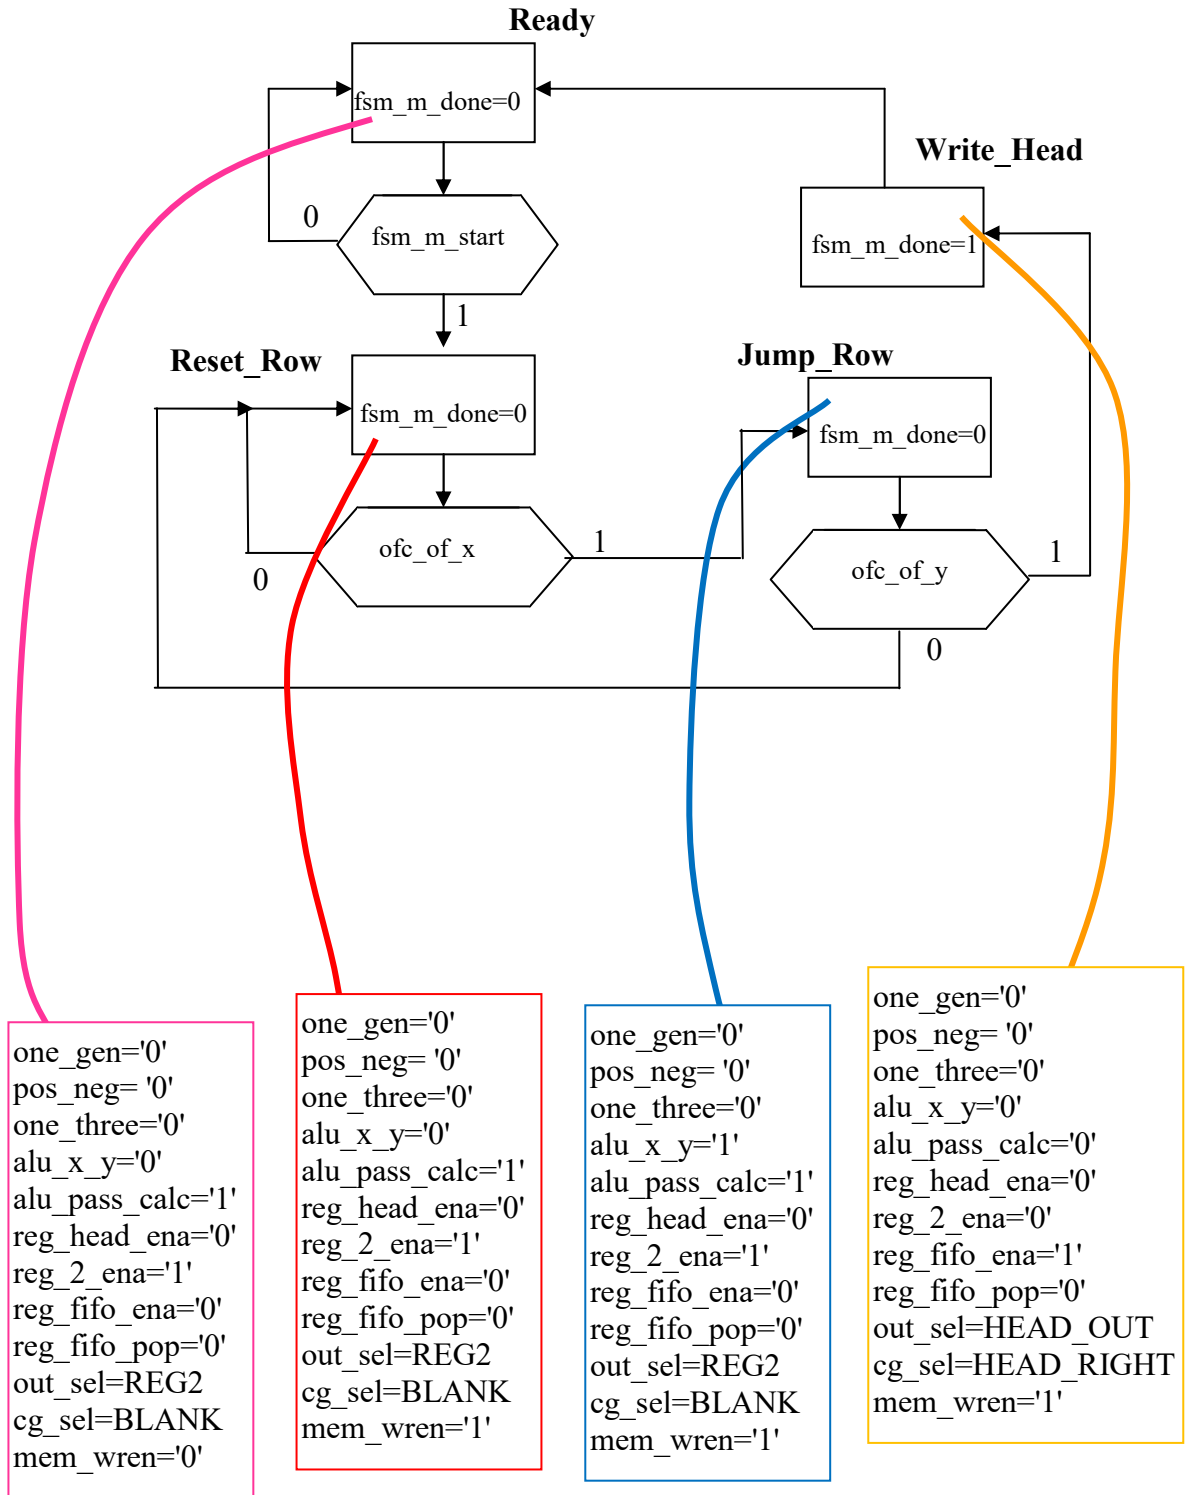 Ready
fsm_m_done=0
Write_Head
0
fsm_m_start
fsm_m_done=1
1
Reset_Row
Jump_Row
fsm_m_done=0
fsm_m_done=0
ofc_of_x
1
0
ofc_of_y
1
0
one_gen='0'
pos_neg= '0'
one_three='0'
alu_x_y='0'
alu_pass_calc='1'
reg_head_ena='0'
reg_2_ena='1'
reg_fifo_ena='0'
reg_fifo_pop='0'
out_sel=REG2
cg_sel=BLANK
mem_wren='0'
one_gen='0'
pos_neg= '0'
one_three='0'
alu_x_y='0'
alu_pass_calc='1'
reg_head_ena='0'
reg_2_ena='1'
reg_fifo_ena='0'
reg_fifo_pop='0'
out_sel=REG2
cg_sel=BLANK
mem_wren='1'
one_gen='0'
pos_neg= '0'
one_three='0'
alu_x_y='1'
alu_pass_calc='1'
reg_head_ena='0'
reg_2_ena='1'
reg_fifo_ena='0'
reg_fifo_pop='0'
out_sel=REG2
cg_sel=BLANK
mem_wren='1'
one_gen='0'
pos_neg= '0'
one_three='0'
alu_x_y='0'
alu_pass_calc='0'
reg_head_ena='0'
reg_2_ena='0'
reg_fifo_ena='1'
reg_fifo_pop='0'
out_sel=HEAD_OUT
cg_sel=HEAD_RIGHT
mem_wren='1'